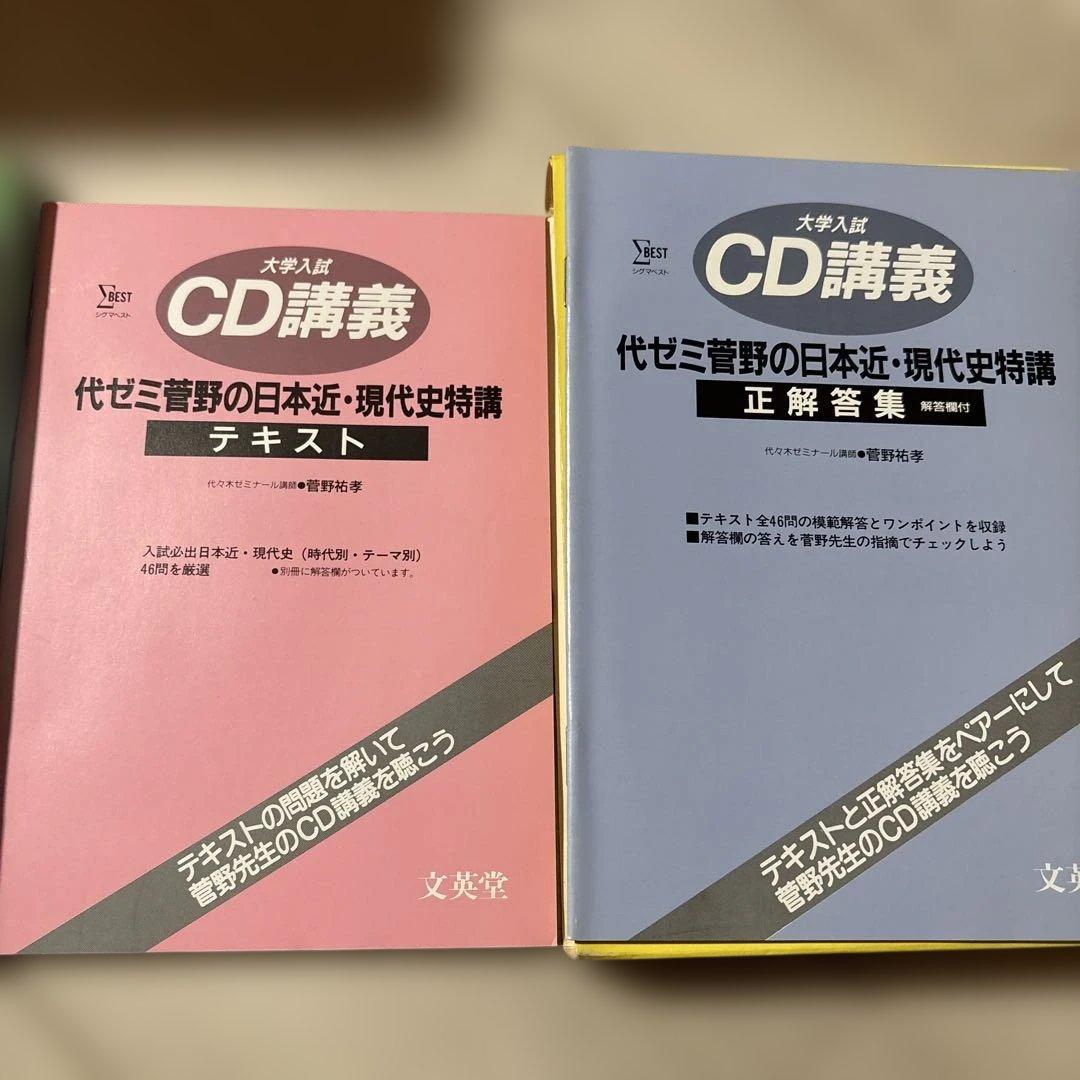 大学入試
CD講義
ΣBEST
シグマベスト
代ゼミ菅野の日本近・現代史特講
テキスト
代々木ゼミナール講師●菅野祐孝
入試必出日本近・現代史（時代別・テーマ別）
46問を厳選 ●別冊に解答欄がついています。
テキストの問題を解いて
菅野先生のCD講義を聴こう
文英堂
大学入試
CD講義
ΣBEST
シグマベスト
代ゼミ菅野の日本近・現代史特講
正解答集 解答欄付
代々木ゼミナール講師●菅野祐孝
■テキスト全46問の模範解答とワンポイントを収録
■解答欄の答えを菅野先生の指摘でチェックしよう
テキストと正解答集をペアーにして
菅野先生のCD講義を聴こう
文英